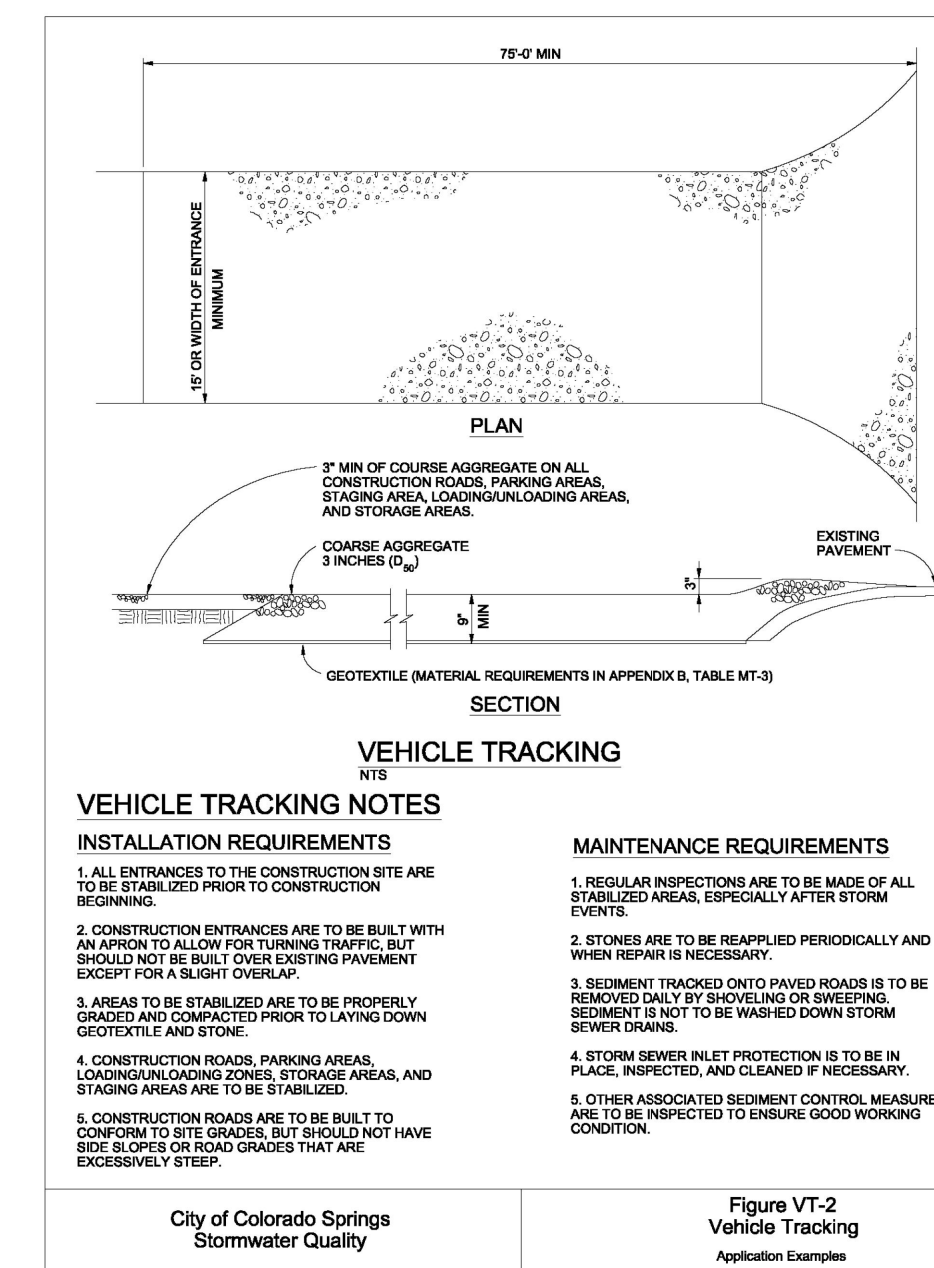 75'-0' MIN
15' OR WIDTH OF ENTRANCE
MINIMUM
PLAN
3" MIN OF COURSE AGGREGATE ON ALL
CONSTRUCTION ROADS, PARKING AREAS,
STAGING AREA, LOADING/UNLOADING AREAS,
AND STORAGE AREAS.
COARSE AGGREGATE
3 INCHES (D50)
EXISTING
PAVEMENT
3"
9"
MIN
GEOTEXTILE (MATERIAL REQUIREMENTS IN APPENDIX B, TABLE MT-3)
SECTION
VEHICLE TRACKING
NTS
VEHICLE TRACKING NOTES
INSTALLATION REQUIREMENTS
1. ALL ENTRANCES TO THE CONSTRUCTION SITE ARE
TO BE STABILIZED PRIOR TO CONSTRUCTION
BEGINNING.
2. CONSTRUCTION ENTRANCES ARE TO BE BUILT WITH
AN APRON TO ALLOW FOR TURNING TRAFFIC, BUT
SHOULD NOT BE BUILT OVER EXISTING PAVEMENT
EXCEPT FOR A SLIGHT OVERLAP.
3. AREAS TO BE STABILIZED ARE TO BE PROPERLY
GRADED AND COMPACTED PRIOR TO LAYING DOWN
GEOTEXTILE AND STONE.
4. CONSTRUCTION ROADS, PARKING AREAS,
LOADING/UNLOADING ZONES, STORAGE AREAS, AND
STAGING AREAS ARE TO BE STABILIZED.
5. CONSTRUCTION ROADS ARE TO BE BUILT TO
CONFORM TO SITE GRADES, BUT SHOULD NOT HAVE
SIDE SLOPES OR ROAD GRADES THAT ARE
EXCESSIVELY STEEP.
MAINTENANCE REQUIREMENTS
1. REGULAR INSPECTIONS ARE TO BE MADE OF ALL
STABILIZED AREAS, ESPECIALLY AFTER STORM
EVENTS.
2. STONES ARE TO BE REAPPLIED PERIODICALLY AND
WHEN REPAIR IS NECESSARY.
3. SEDIMENT TRACKED ONTO PAVED ROADS IS TO BE
REMOVED DAILY BY SHOVELING OR SWEEPING.
SEDIMENT IS NOT TO BE WASHED DOWN STORM
SEWER DRAINS.
4. STORM SEWER INLET PROTECTION IS TO BE IN
PLACE, INSPECTED, AND CLEANED IF NECESSARY.
5. OTHER ASSOCIATED SEDIMENT CONTROL MEASURE
ARE TO BE INSPECTED TO ENSURE GOOD WORKING
CONDITION.
City of Colorado Springs
Stormwater Quality
Figure VT-2
Vehicle Tracking
Application Examples